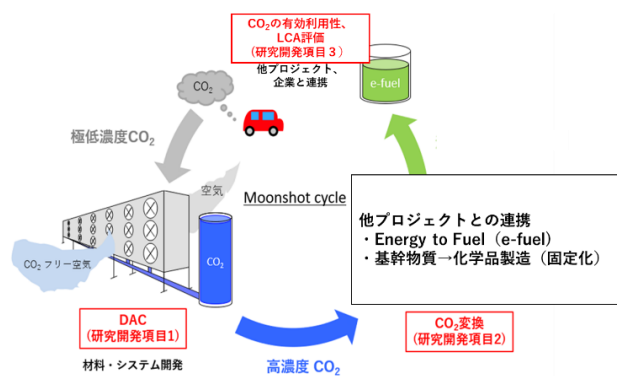 CO₂の有効利用性、
LCA評価
(研究開発項目３)
他プロジェクト、
企業と連携
e-fuel
CO₂
極低濃度CO₂
空気
Moonshot cycle
他プロジェクトとの連携
・Energy to Fuel（e-fuel）
・基幹物質→化学品製造（固定化）
CO₂ フリー空気
CO₂
DAC
(研究開発項目1)
材料・システム開発
高濃度 CO₂
CO₂変換
(研究開発項目2)